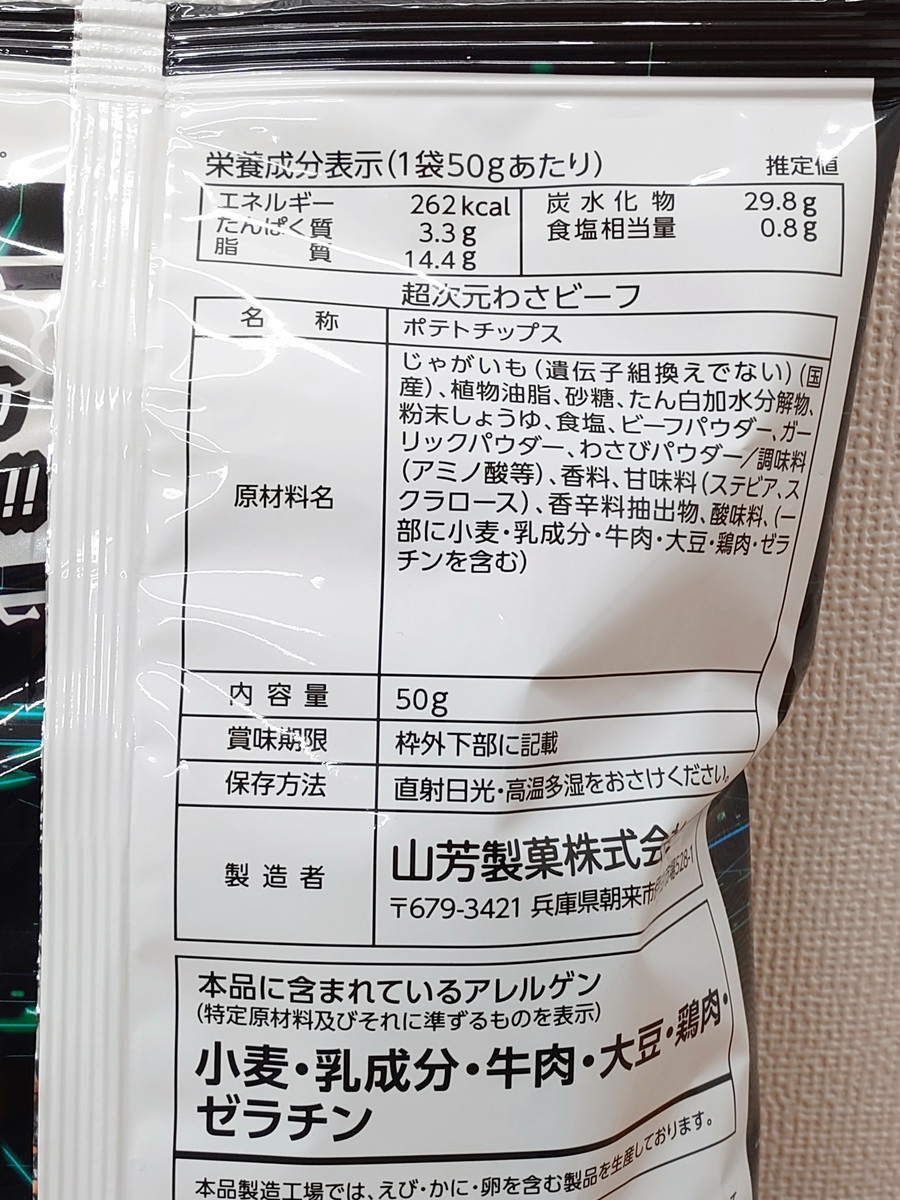 栄養成分表示(1袋50gあたり) 推定値
エネルギー 262kcal 炭水化物 29.8g
たんぱく質 3.3g 食塩相当量 0.8g
脂質 14.4g
超次元わさビーフ
名称 ポテトチップス
原材料名
じゃがいも(遺伝子組換えでない)(国
産)、植物油脂、砂糖、たん白加水分解物、
粉末しょうゆ、食塩、ビーフパウダー、ガー
リックパウダー、わさびパウダー/調味料
(アミノ酸等)、香料、甘味料(ステビア、ス
クラロース)、香辛料抽出物、酸味料、(一
部に小麦・乳成分・牛肉・大豆・鶏肉・ゼラ
チンを含む)
内容量 50g
賞味期限 枠外下部に記載
保存方法 直射日光・高温多湿をおさけください。
製造者 山芳製菓株式会
〒679-3421 兵庫県朝来市 528-1
本品に含まれているアレルゲン
(特定原材料及びそれに準ずるものを表示)
小麦・乳成分・牛肉・大豆・鶏肉・
ゼラチン
本品製造工場では、えび・かに・卵を含む製品を生産しております。